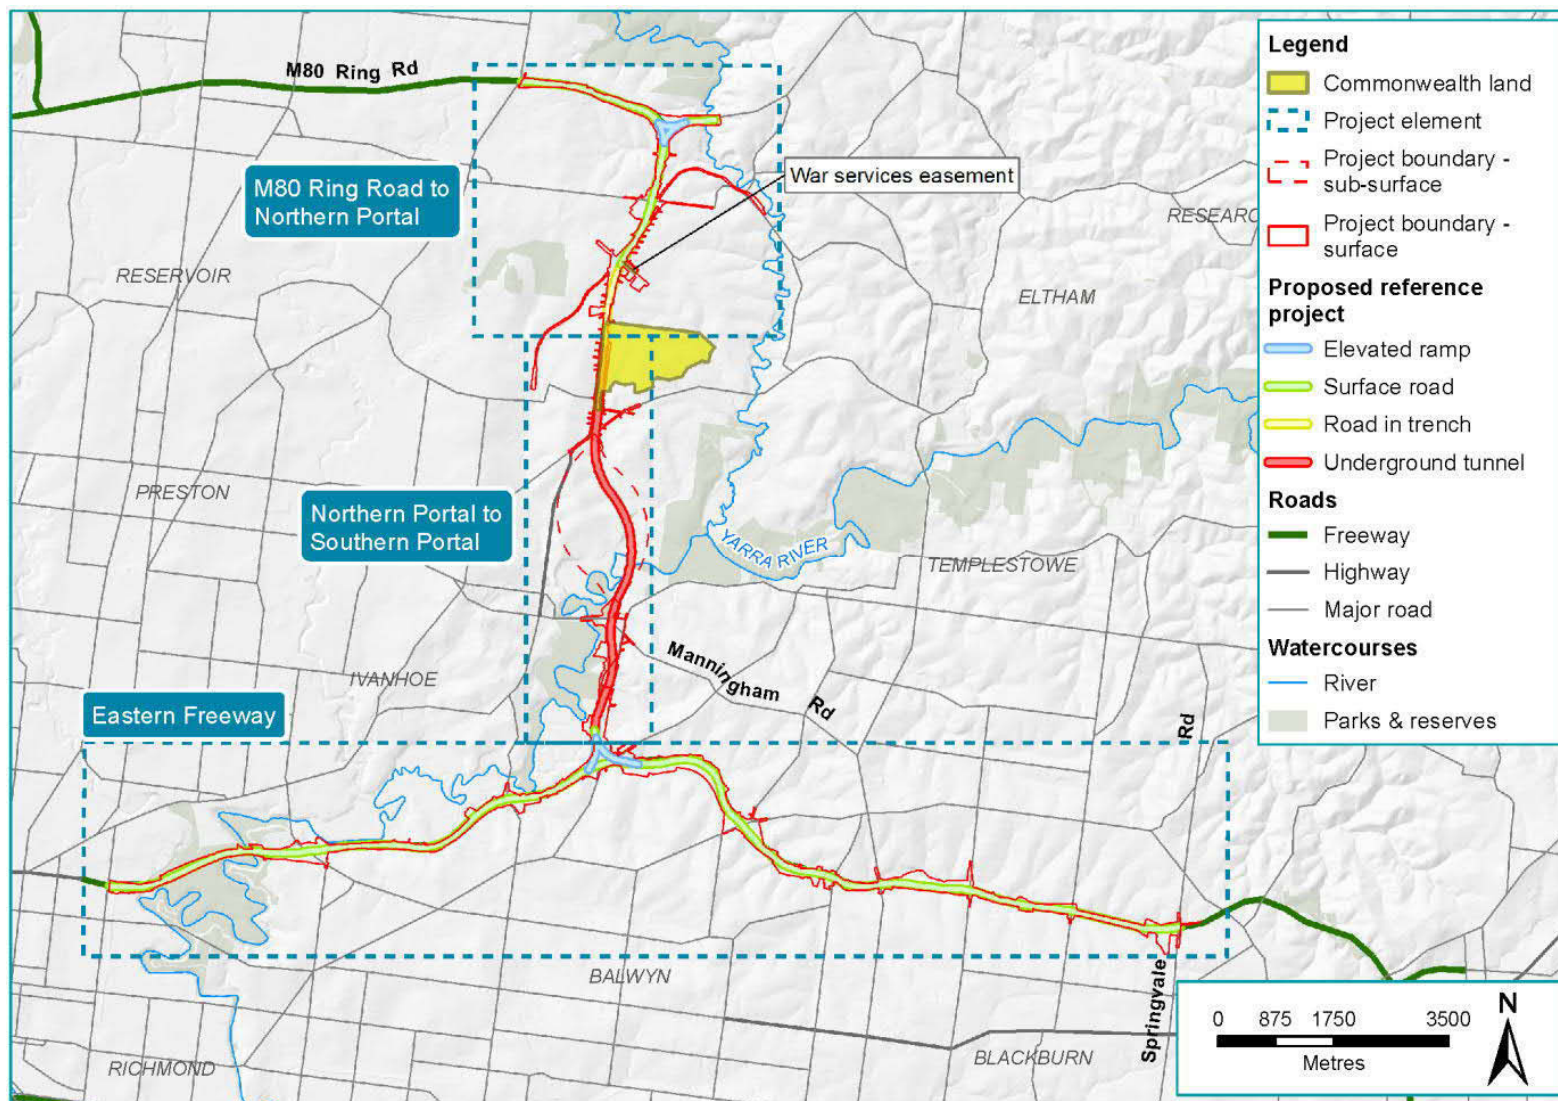 M80 Ring Rd
M80 Ring Road to
Northern Portal
War services easement
RESERVOIR
ELTHAM
RESEARC
PRESTON
Northern Portal to
Southern Portal
YARRA RIVER
TEMPLESTOWE
IVANHOE
Manningham Rd
Eastern Freeway
Springvale Rd
BALWYN
BLACKBURN
RICHMOND
Legend
Commonwealth land
Project element
Project boundary -
sub-surface
Project boundary -
surface
Proposed reference
project
Elevated ramp
Surface road
Road in trench
Underground tunnel
Roads
Freeway
Highway
Major road
Watercourses
River
Parks & reserves
0 875 1750 3500
Metres
N